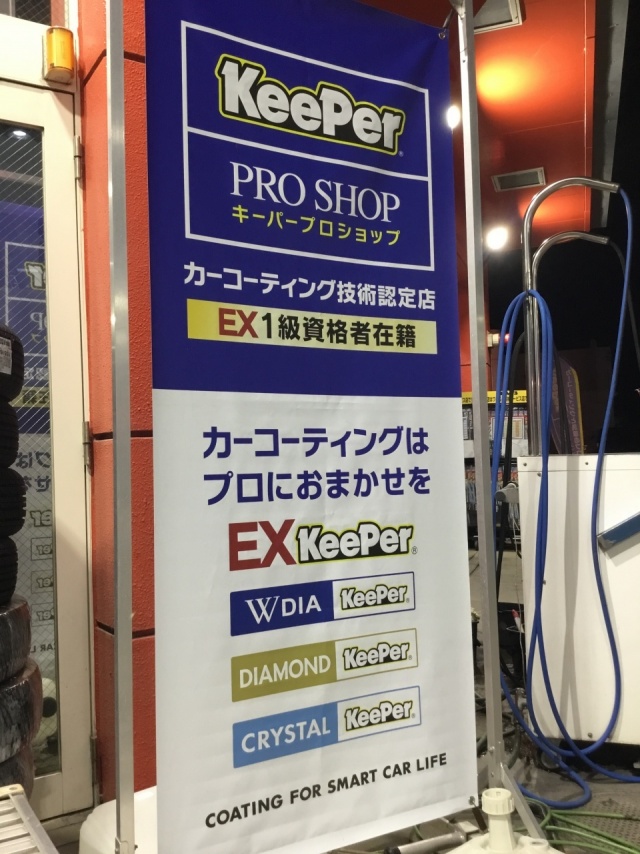 KeePer
PRO SHOP
キーパープロショップ
カーコーティング技術認定店
EX1級資格者在籍
カーコーティングは
プロにおまかせを
EX KeePer®
W DIA KeePer
DIAMOND KeePer
CRYSTAL KeePer
COATING FOR SMART CAR LIFE